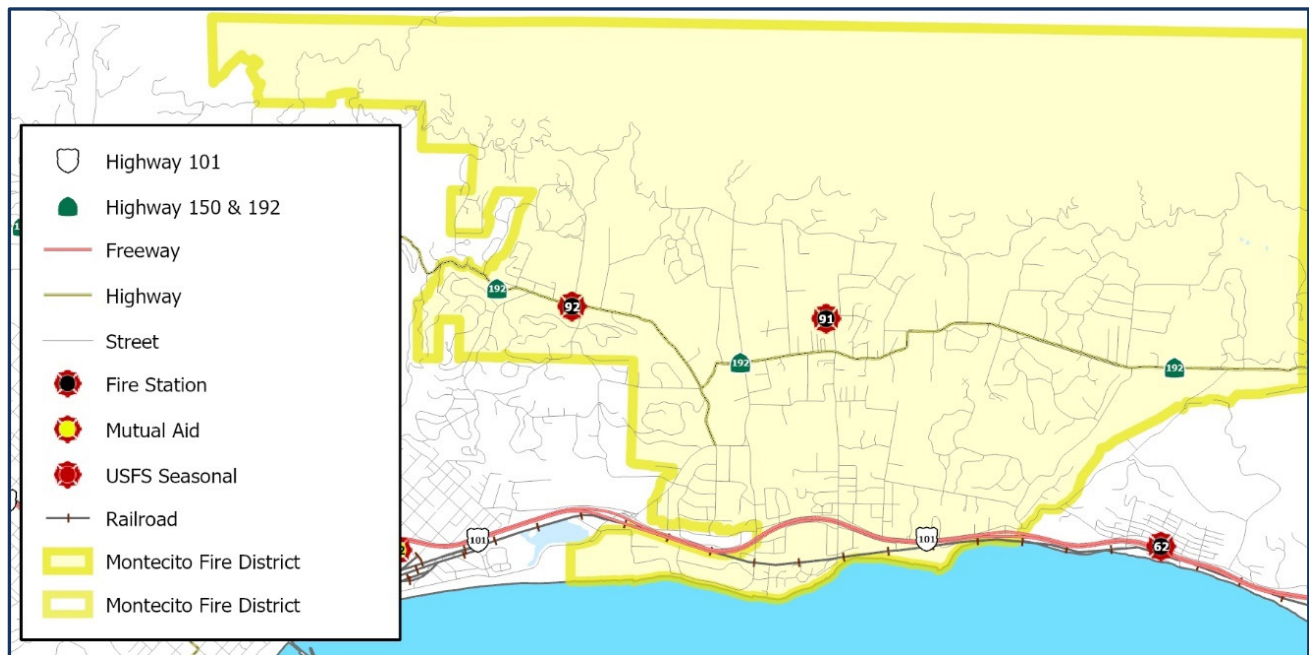 Highway 101
Highway 150 & 192
Freeway
Highway
Street
Fire Station
Mutual Aid
USFS Seasonal
Railroad
Montecito Fire District
Montecito Fire District
192
92
91
192
192
101
101
62